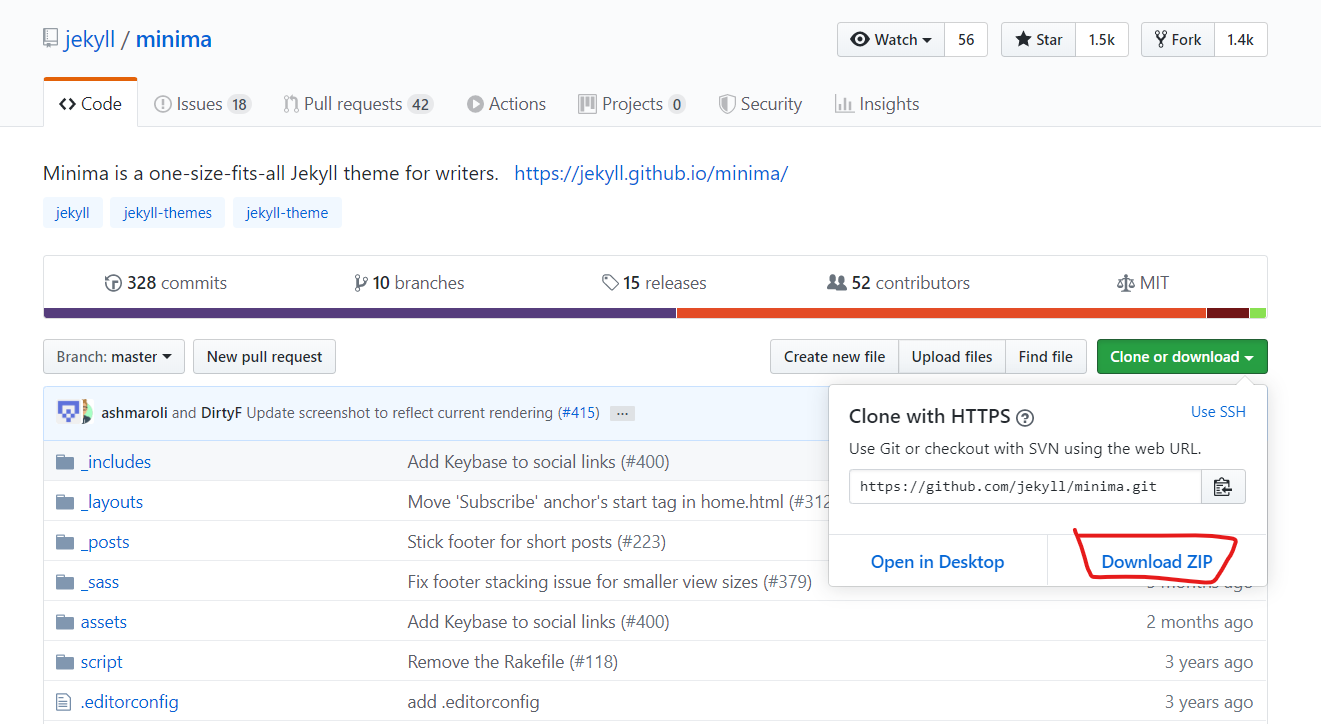 jekyll / minima
Watch 56 Star 1.5k Fork 1.4k
Code Issues 18 Pull requests 42 Actions Projects 0 Security Insights
Minima is a one-size-fits-all Jekyll theme for writers. https://jekyll.github.io/minima/
jekyll jekyll-themes jekyll-theme
328 commits 10 branches 15 releases 52 contributors MIT
Branch: master New pull request Create new file Upload files Find file Clone or download
ashmaroli and DirtyF Update screenshot to reflect current rendering (#415) ...
Clone with HTTPS ? Use SSH
Use Git or checkout with SVN using the web URL.
https://github.com/jekyll/minima.git
Open in Desktop Download ZIP
_includes Add Keybase to social links (#400)
_layouts Move 'Subscribe' anchor's start tag in home.html (#312
_posts Stick footer for short posts (#223)
_sass Fix footer stacking issue for smaller view sizes (#379) months ago
assets Add Keybase to social links (#400) 2 months ago
script Remove the Rakefile (#118) 3 years ago
.editorconfig add .editorconfig 3 years ago